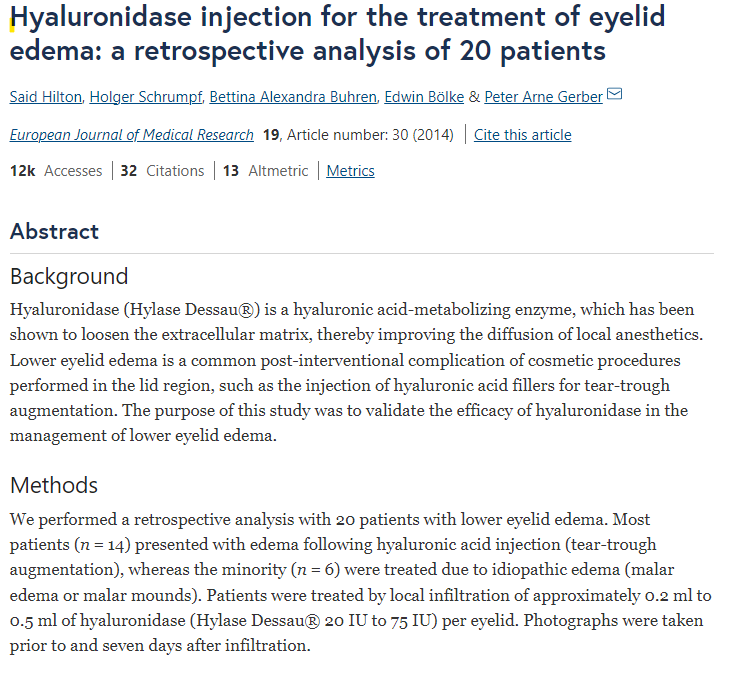 Hyaluronidase injection for the treatment of eyelid
edema: a retrospective analysis of 20 patients
Said Hilton, Holger Schrumpf, Bettina Alexandra Buhren, Edwin Bölke & Peter Arne Gerber
European Journal of Medical Research 19, Article number: 30 (2014) Cite this article
12k Accesses 32 Citations 13 Altmetric Metrics
Abstract
Background
Hyaluronidase (Hylase Dessau®) is a hyaluronic acid-metabolizing enzyme, which has been
shown to loosen the extracellular matrix, thereby improving the diffusion of local anesthetics.
Lower eyelid edema is a common post-interventional complication of cosmetic procedures
performed in the lid region, such as the injection of hyaluronic acid fillers for tear-trough
augmentation. The purpose of this study was to validate the efficacy of hyaluronidase in the
management of lower eyelid edema.
Methods
We performed a retrospective analysis with 20 patients with lower eyelid edema. Most
patients (n = 14) presented with edema following hyaluronic acid injection (tear-trough
augmentation), whereas the minority (n = 6) were treated due to idiopathic edema (malar
edema or malar mounds). Patients were treated by local infiltration of approximately 0.2 ml to
0.5 ml of hyaluronidase (Hylase Dessau® 20 IU to 75 IU) per eyelid. Photographs were taken
prior to and seven days after infiltration.